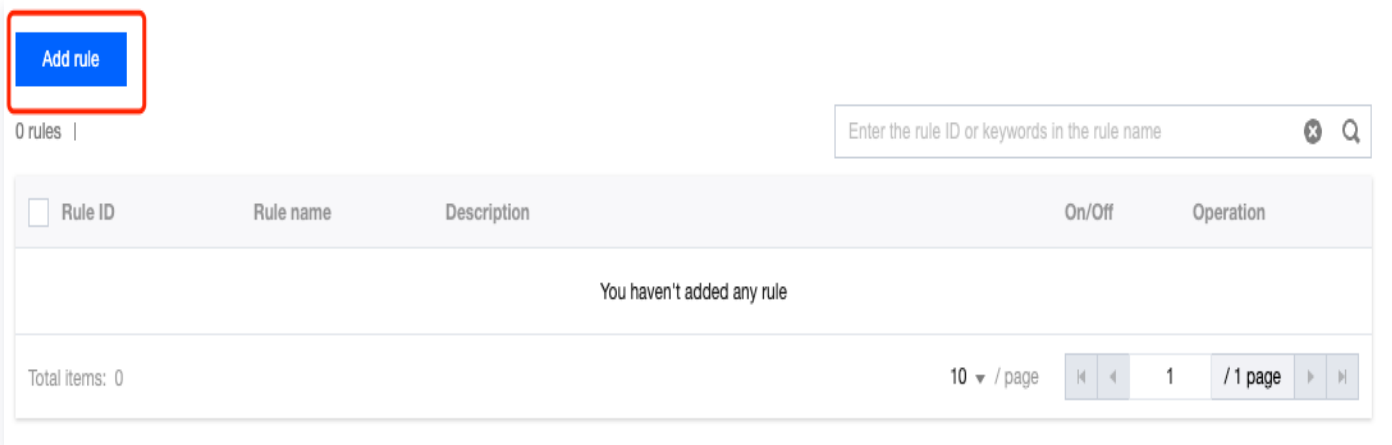 Add rule
0 rules |
Enter the rule ID or keywords in the rule name
Rule ID Rule name Description On/Off Operation
You haven't added any rule
Total items: 0 10 / page 1 / 1 page